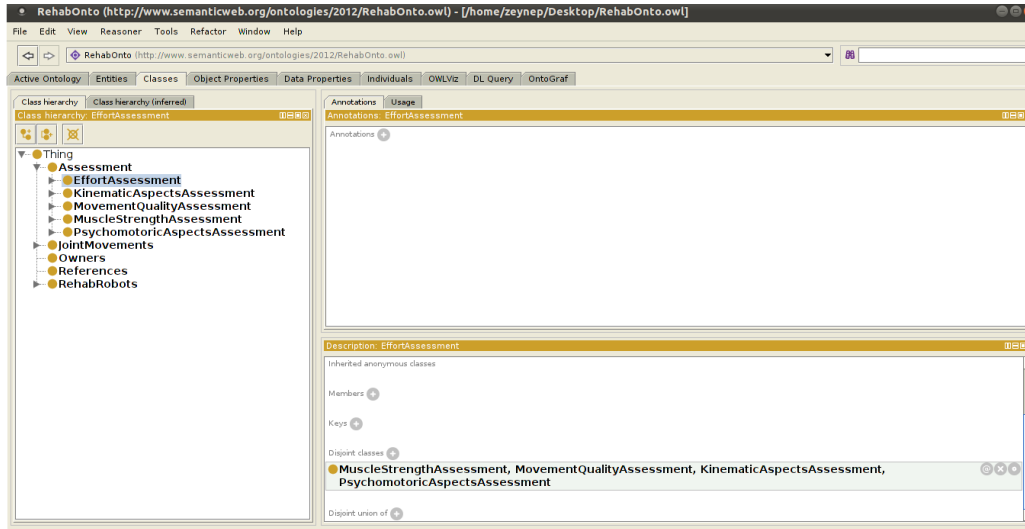 RehabOnto (http://www.semanticweb.org/ontologies/2012/RehabOnto.owl) - [/home/zeynep/Desktop/RehabOnto.owl]
File Edit View Reasoner Tools Refactor Window Help
RehabOnto (http://www.semanticweb.org/ontologies/2012/RehabOnto.owl)
Active Ontology Entities Classes Object Properties Data Properties Individuals OWLViz DL Query OntoGraf
Class hierarchy Class hierarchy (inferred)
Class hierarchy: EffortAssessment
Thing
Assessment
EffortAssessment
KinematicAspectsAssessment
MovementQualityAssessment
MuscleStrengthAssessment
PsychomotoricAspectsAssessment
JointMovements
Owners
References
RehabRobots
Annotations Usage
Annotations: EffortAssessment
Annotations
Description: EffortAssessment
Inherited anonymous classes
Members
Keys
Disjoint classes
MuscleStrengthAssessment, MovementQualityAssessment, KinematicAspectsAssessment,
PsychomotoricAspectsAssessment
Disjoint union of